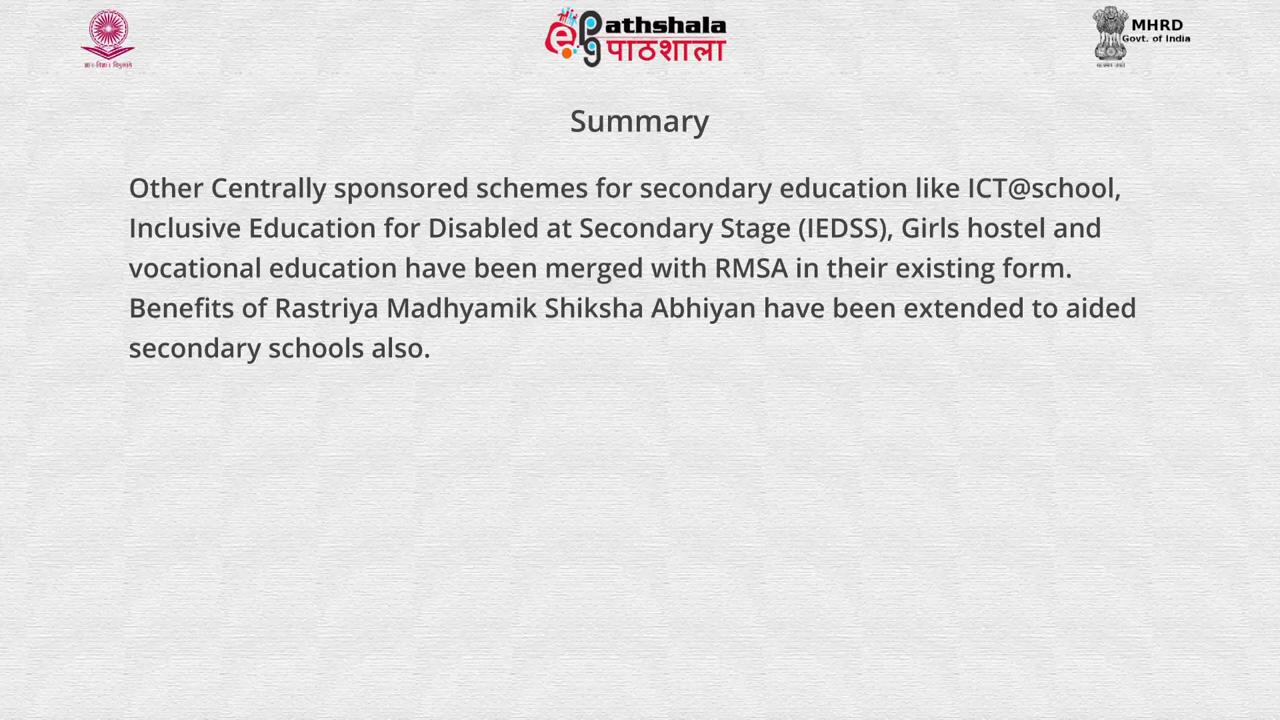 ePG Pathshala
पाठशाला
MHRD
Govt. of India
Summary
Other Centrally sponsored schemes for secondary education like ICT@school,
Inclusive Education for Disabled at Secondary Stage (IEDSS), Girls hostel and
vocational education have been merged with RMSA in their existing form.
Benefits of Rastriya Madhyamik Shiksha Abhiyan have been extended to aided
secondary schools also.